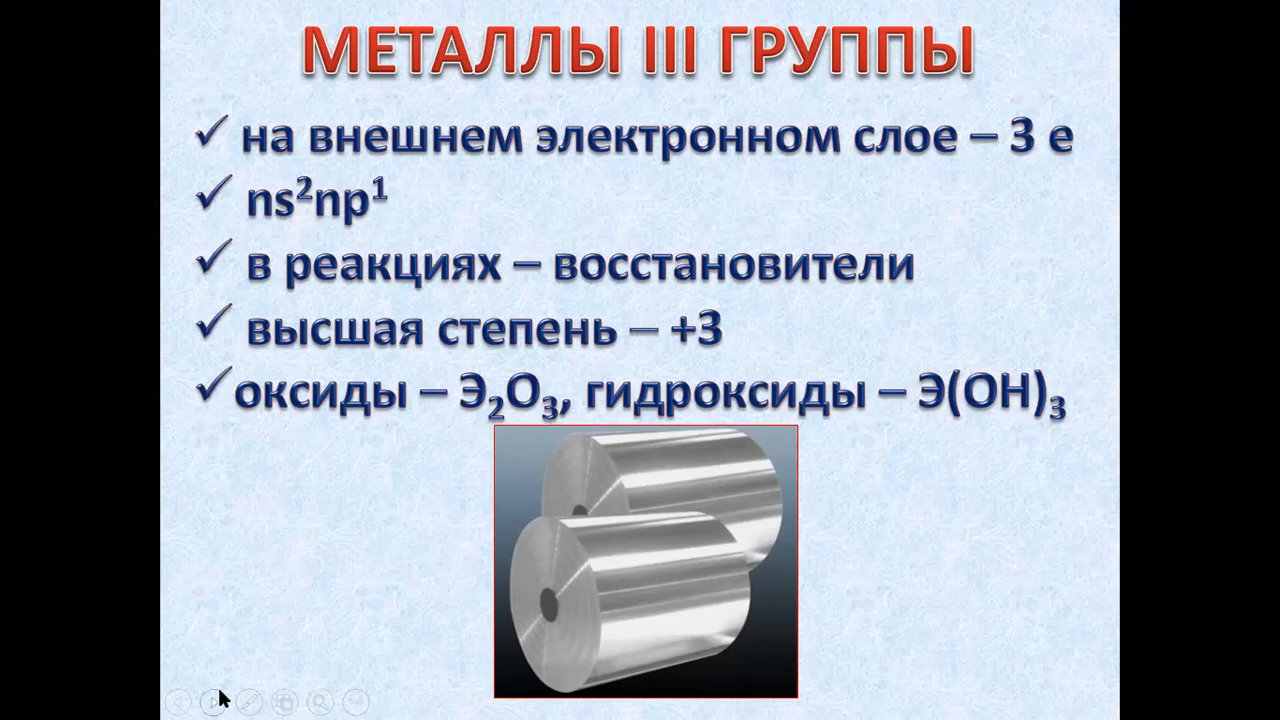 МЕТАЛЛЫ III ГРУППЫ
✓ на внешнем электронном слое – 3 е
✓ ns²np¹
✓ в реакциях – восстановители
✓ высшая степень – +3
✓ оксиды – Э₂О₃, гидроксиды – Э(ОН)₃